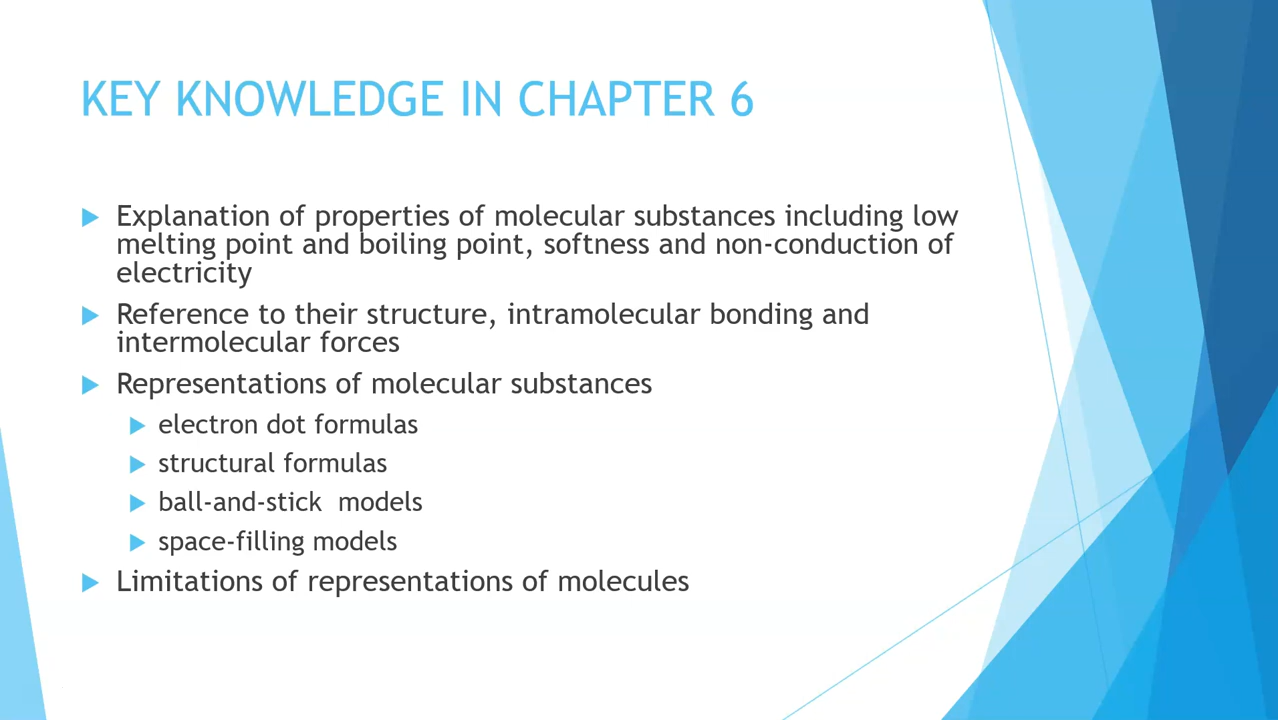 KEY KNOWLEDGE IN CHAPTER 6
Explanation of properties of molecular substances including low
melting point and boiling point, softness and non-conduction of
electricity
Reference to their structure, intramolecular bonding and
intermolecular forces
Representations of molecular substances
electron dot formulas
structural formulas
ball-and-stick  models
space-filling models
Limitations of representations of molecules